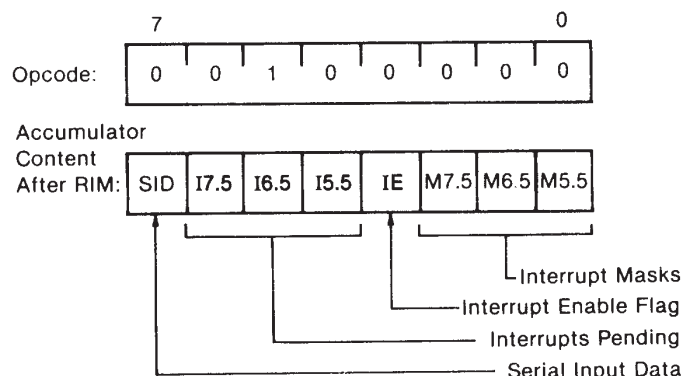 7 0
Opcode: 0 0 1 0 0 0 0 0
Accumulator
Content
After RIM: SID I7.5 I6.5 I5.5 IE M7.5 M6.5 M5.5
Interrupt Masks
Interrupt Enable Flag
Interrupts Pending
Serial Input Data